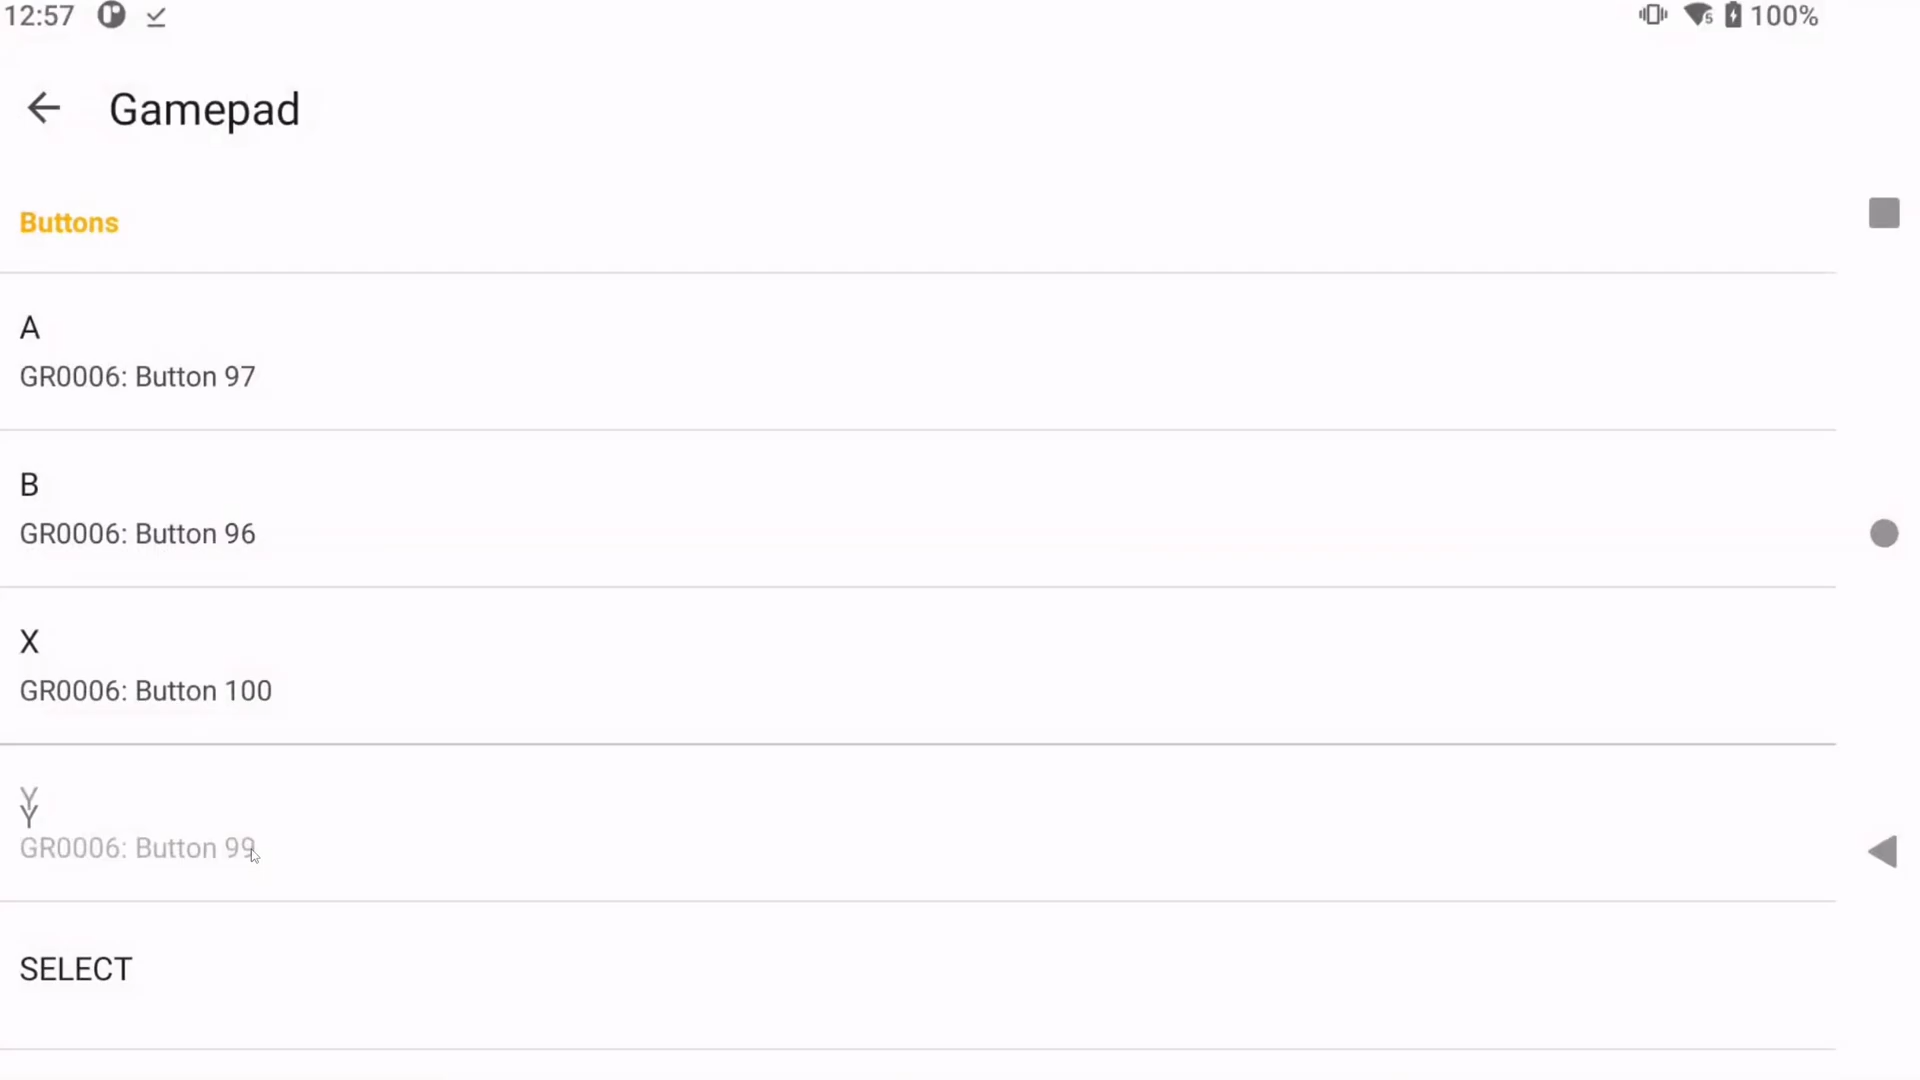 12:57
100%
Gamepad
Buttons
A
GR0006: Button 97
B
GR0006: Button 96
X
GR0006: Button 100
Y
Y
GR0006: Button 99
SELECT